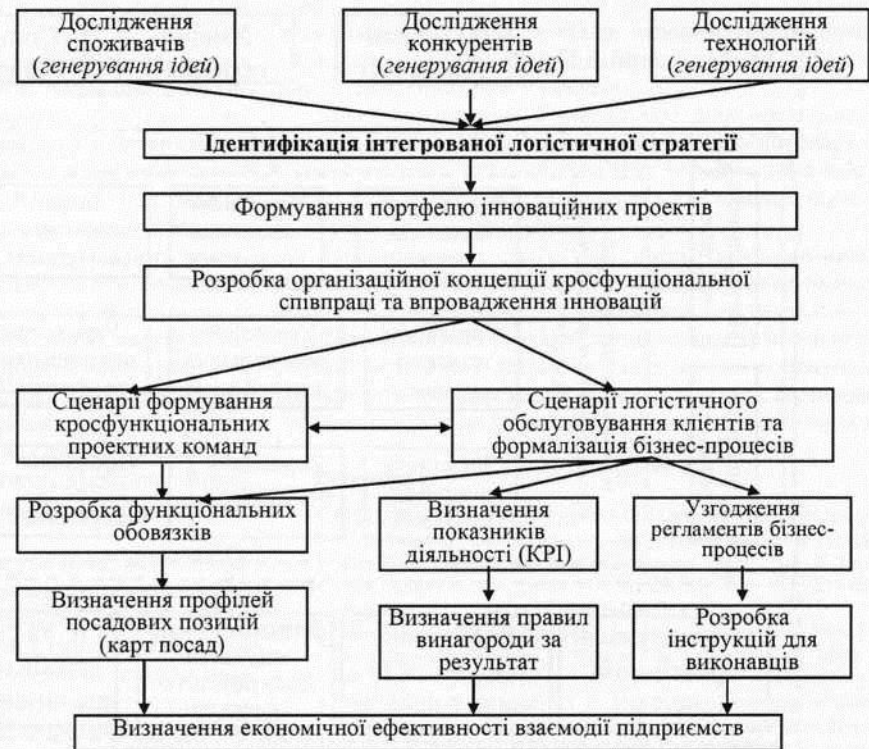 Дослідження
споживачів
(генерування ідей)
Дослідження
конкурентів
(генерування ідей)
Дослідження
технологій
(генерування ідей)
Ідентифікація інтегрованої логістичної стратегії
Формування портфелю інноваційних проектів
Розробка організаційної концепції кросфунціональної
співпраці та впровадження інновацій
Сценарії формування
кросфункціональних
проектних команд
Сценарії логістичного
обслуговування клієнтів та
формалізація бізнес-процесів
Розробка функціональних
обовязків
Визначення
показників
діяльності (KPI)
Узгодження
регламентів бізнес-
процесів
Визначення профілей
посадових позицій
(карт посад)
Визначення правил
винагороди за
результат
Розробка
інструкцій для
виконавців
Визначення економічної ефективності взаємодії підприємств